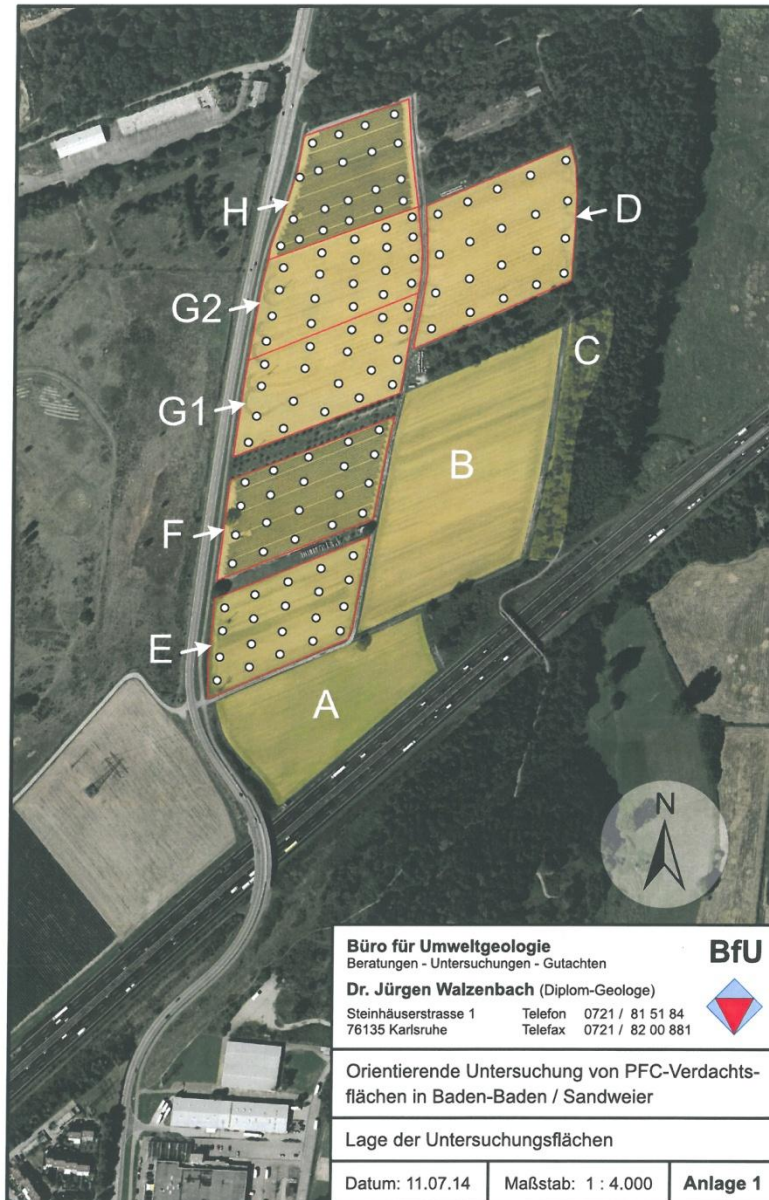 H
D
G2
C
G1
B
F
E
A
N
Büro für Umweltgeologie
BfU
Beratungen - Untersuchungen - Gutachten
Dr. Jürgen Walzenbach (Diplom-Geologe)
Steinhäuserstrasse 1 Telefon 0721 / 81 51 84
76135 Karlsruhe Telefax 0721 / 82 00 881
Orientierende Untersuchung von PFC-Verdachts-
flächen in Baden-Baden / Sandweier
Lage der Untersuchungsflächen
Datum: 11.07.14 Maßstab: 1 : 4.000 Anlage 1